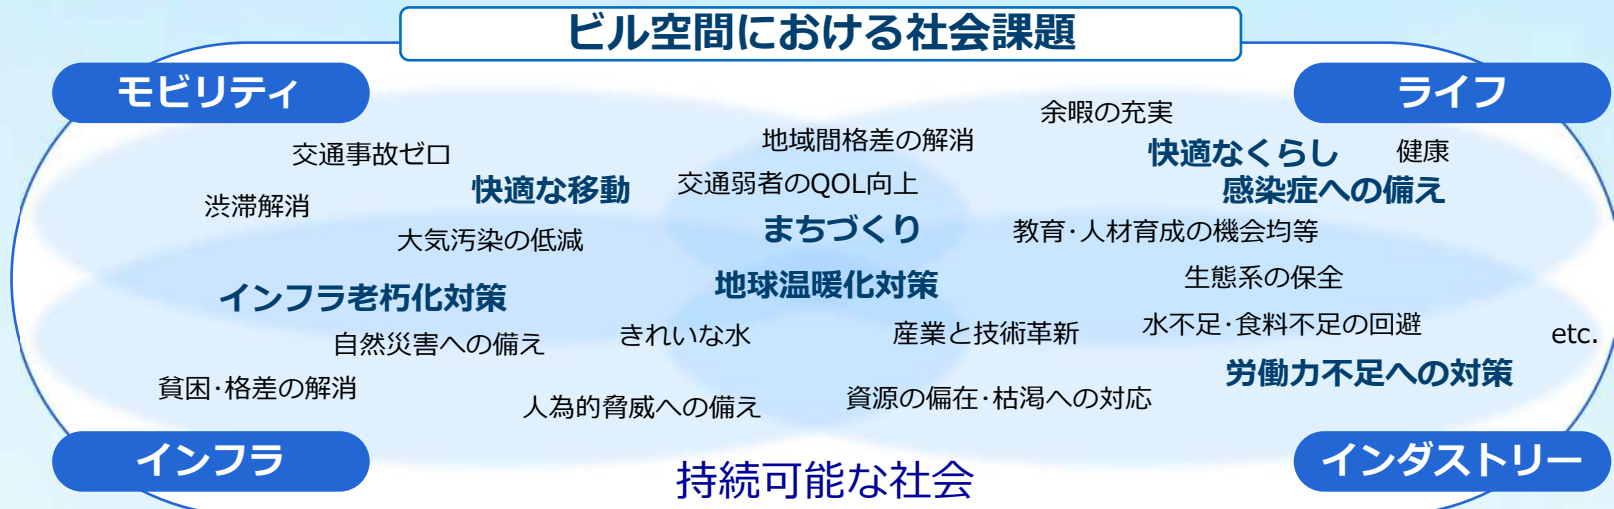 ビル空間における社会課題
モビリティ
ライフ
余暇の充実
地域間格差の解消
交通事故ゼロ
快適なくらし
健康
快適な移動
交通弱者のQOL向上
感染症への備え
渋滞解消
まちづくり
教育･人材育成の機会均等
大気汚染の低減
生態系の保全
地球温暖化対策
インフラ老朽化対策
きれいな水
産業と技術革新
水不足･食料不足の回避
etc.
自然災害への備え
労働力不足への対策
貧困･格差の解消
人為的脅威への備え
資源の偏在･枯渇への対応
インフラ
インダストリー
持続可能な社会